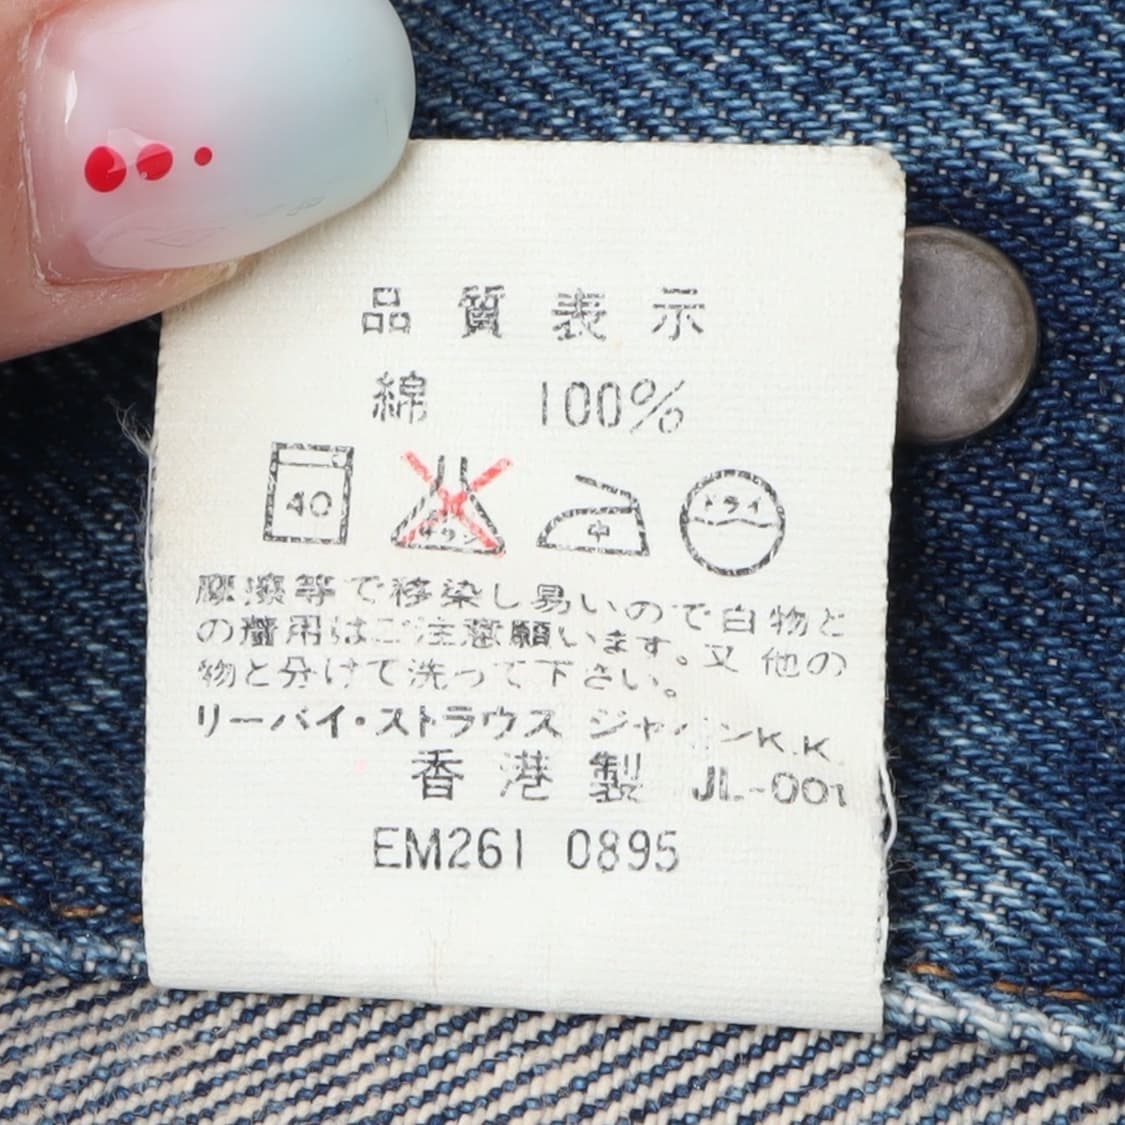 品質表示
綿 100%
40 中 ドライ
摩擦等で移染し易いので白物と
の着用はご注意願います。又他の
物と分けて洗って下さい。
リーバイ・ストラウス ジャパンK.K.
香港製 JL-001
EM261 0895